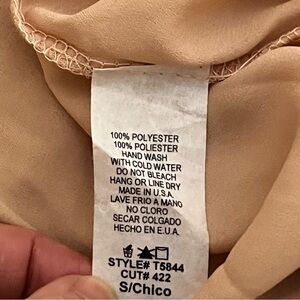 100% POLYESTER
100% POLIESTER
HAND WASH
WITH COLD WATER
DO NOT BLEACH
HANG OR LINE DRY
MADE IN U.S.A.
LAVE FRIO A MANO
NO CLORO
SECAR COLGADO
HECHO EN E.U.A.
STYLE# T5844
CUT# 422
S/Chico